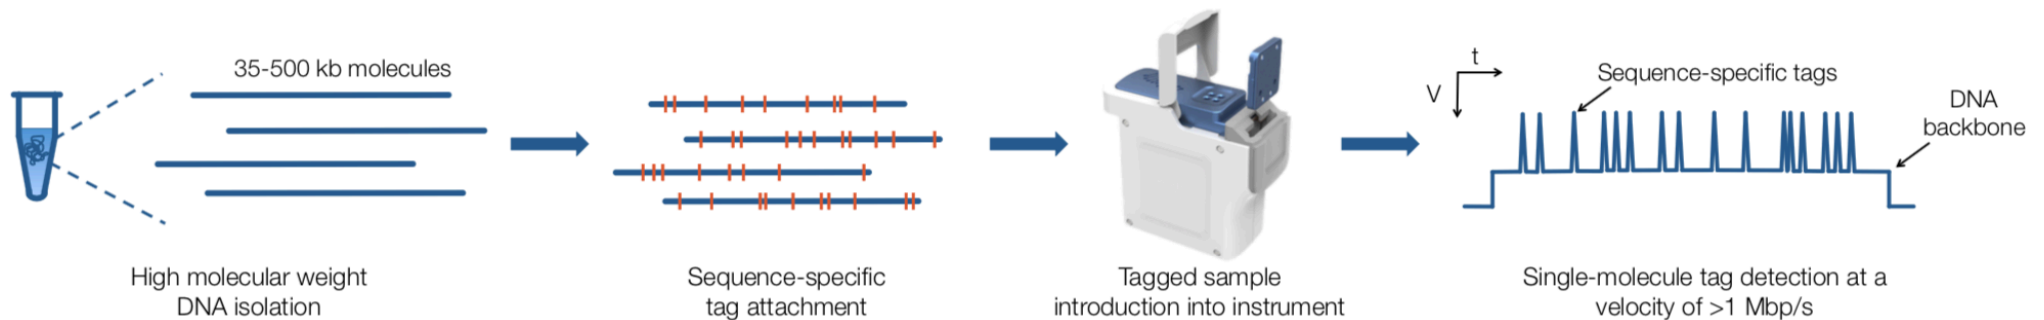 35-500 kb molecules
High molecular weight
DNA isolation
Sequence-specific
tag attachment
Tagged sample
introduction into instrument
t
V
Sequence-specific tags
DNA
backbone
Single-molecule tag detection at a
velocity of >1 Mbp/s